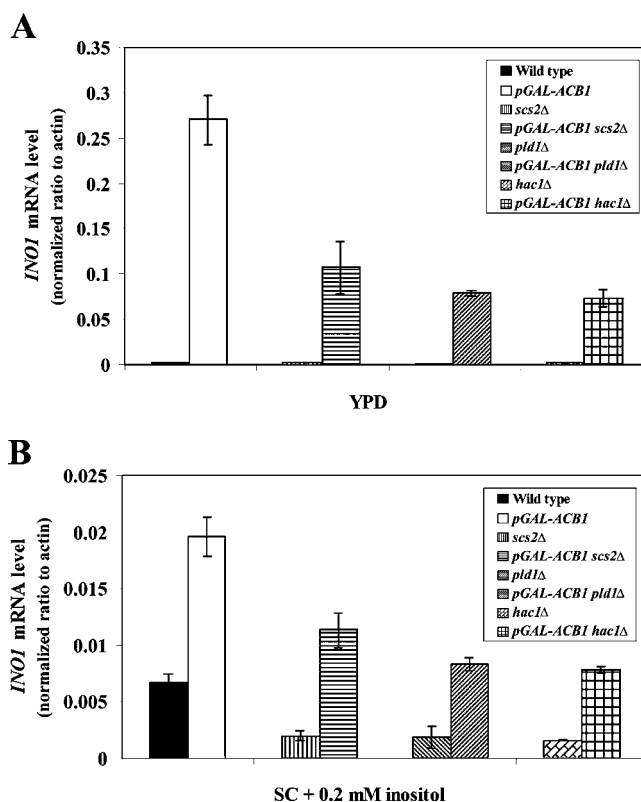 A
INO1 mRNA level
(normalized ratio to actin)
0.35
0.3
0.25
0.2
0.15
0.1
0.05
0
Wild type
pGAL-ACB1
scs2Δ
pGAL-ACB1 scs2Δ
pld1Δ
pGAL-ACB1 pld1Δ
hac1Δ
pGAL-ACB1 hac1Δ
YPD
B
INO1 mRNA level
(normalized ratio to actin)
0.025
0.02
0.015
0.01
0.005
0
Wild type
pGAL-ACB1
scs2Δ
pGAL-ACB1 scs2Δ
pld1Δ
pGAL-ACB1 pld1Δ
hac1Δ
pGAL-ACB1 hac1Δ
SC + 0.2 mM inositol